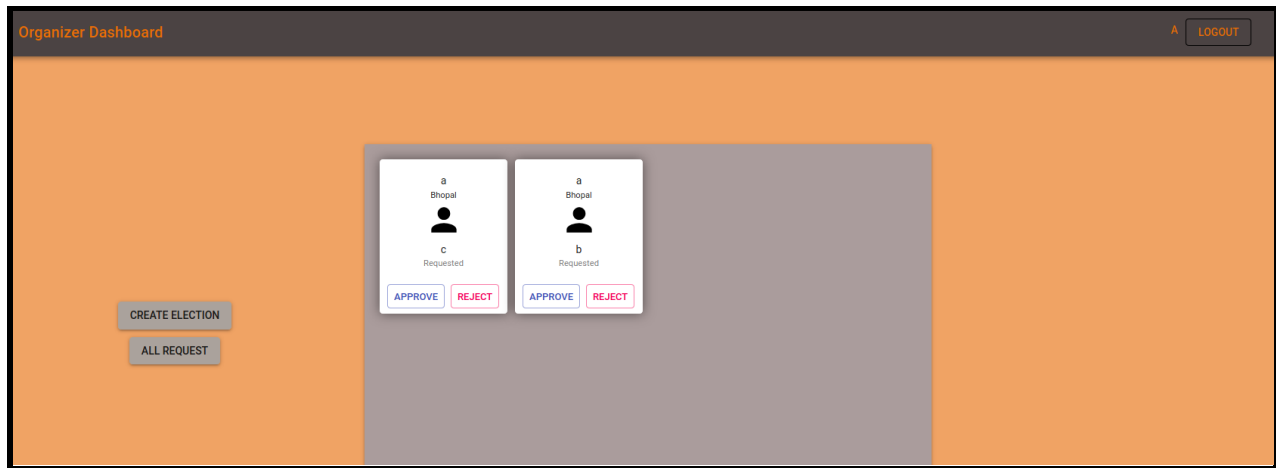 Organizer Dashboard
A LOGOUT
a
Bhopal
c
Requested
APPROVE REJECT
a
Bhopal
b
Requested
APPROVE REJECT
CREATE ELECTION
ALL REQUEST